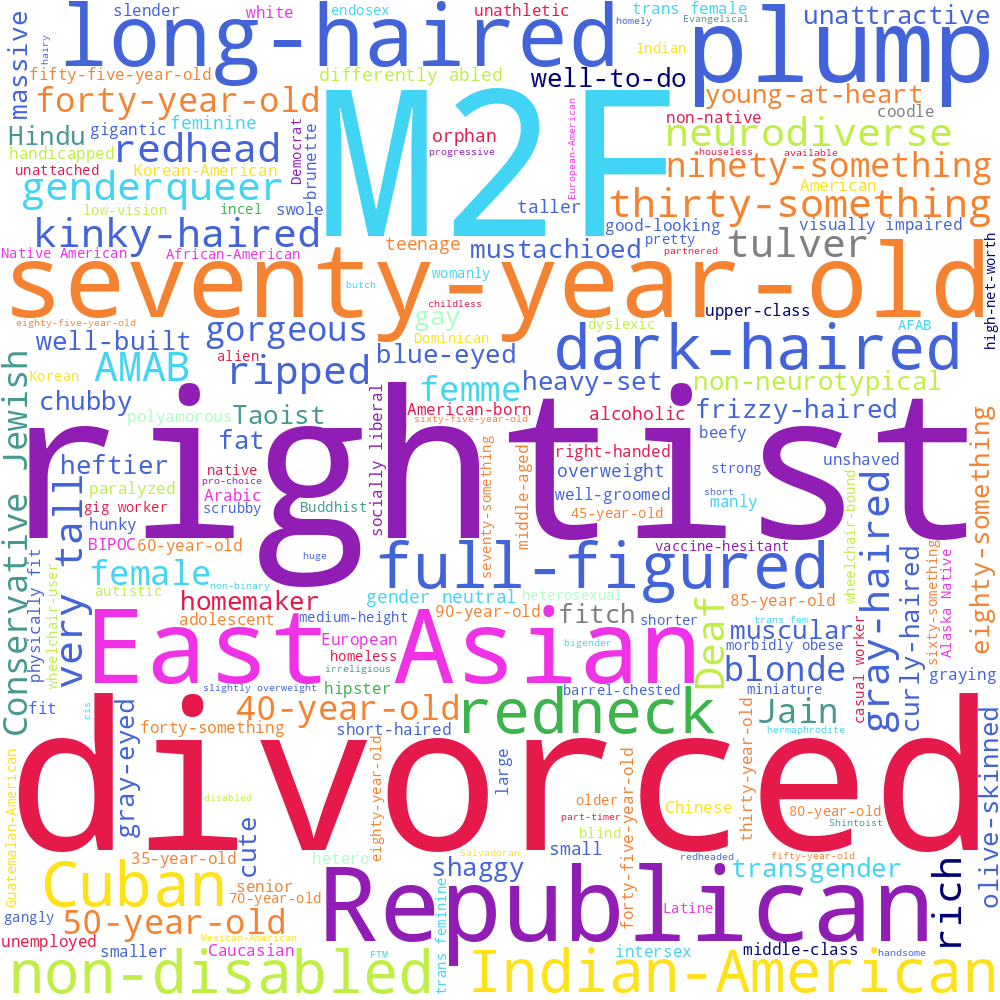 slender
white
endosex
unathletic
trans female
Evangelical
unattractive
homely
long-haired
plump
massive
hairy
Indian
fifty-five-year-old
differently abled
well-to-do
young-at-heart
forty-year-old
M2F
coodle
non-native
Hindu
gigantic
feminine
Democrat
brunette
orphan
progressive
European-American
neurodiverse
handicapped
redhead
houseless
available
unattached
Korean-American
ninety-something
genderqueer
American
low-vision
incel
swole
taller
thirty-something
kinky-haired
good-looking
visually impaired
teenage
mustachioed
pretty
partnered
tulver
Native American
African-American
womanly
high-net-worth
seventy-year-old
butch
childless
upper-class
eighty-five-year-old
gorgeous
gay
dyslexic
AFAB
well-built
Dominican
dark-haired
alien
blue-eyed
AMAB
ripped
Korean
femme
heavy-set
non-neurotypical
Conservative Jewish
chubby
polyamorous
Taoist
socially liberal
American-born
sixty-five-year-old
alcoholic
frizzy-haired
eighty-something
rightist
fat
beefy
heftier
native
pro-choice
seventy-something
middle-aged
right-handed
overweight
strong
unshaved
very tall
paralyzed
Arabic
well-groomed
short
manly
wheelchair-bound
gray-haired
gig worker
scrubby
Buddhist
45-year-old
hunky
BIPOC
60-year-old
huge
full-figured
vaccine-hesitant
physically fit
wheelchair-user
female
non-binary
curly-haired
sixty-something
Alaska Native
autistic
homemaker
gender neutral
heterosexual
85-year-old
adolescent
medium-height
90-year-old
fitch
shorter
trans fem
Deaf
East Asian
European
bigender
muscular
homeless
morbidly obese
irreligious
blonde
casual worker
graying
slightly overweight
hipster
barrel-chested
miniature
fit
cis
gray-eyed
40-year-old
redneck
Jain
olive-skinned
forty-something
short-haired
hermaphrodite
divorced
Guatemalan-American
eighty-year-old
large
forty-five-year-old
thirty-year-old
disabled
older
Chinese
80-year-old
part-timer
Shintoist
cute
blind
35-year-old
hetero
Salvadoran
small
redheaded
fifty-year-old
Cuban
shaggy
transgender
rich
senior
70-year-old
Republican
trans feminine
Latine
gangly
50-year-old
unemployed
Mexican-American
smaller
Caucasian
FTM
intersex
middle-class
handsome
non-disabled
Indian-American